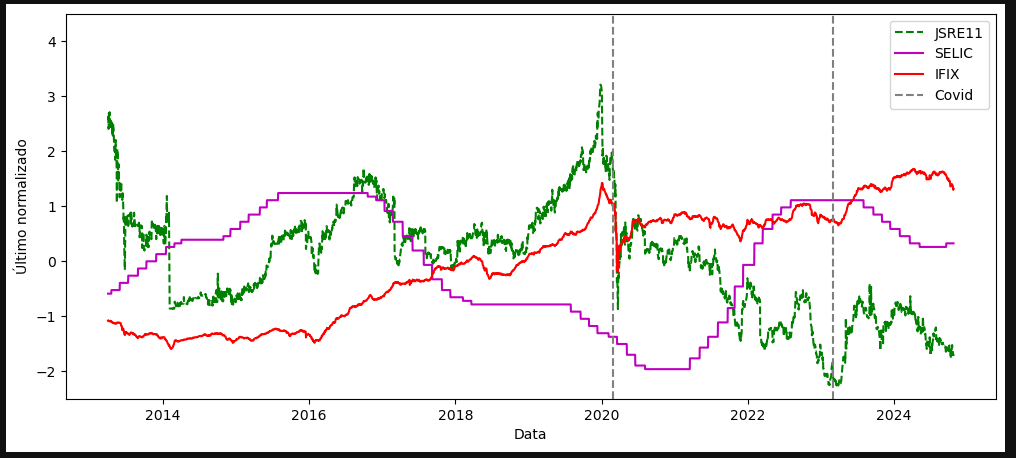 JSRE11
SELIC
IFIX
Covid
Último normalizado
4
3
2
1
0
−1
−2
2014 2016 2018 2020 2022 2024
Data